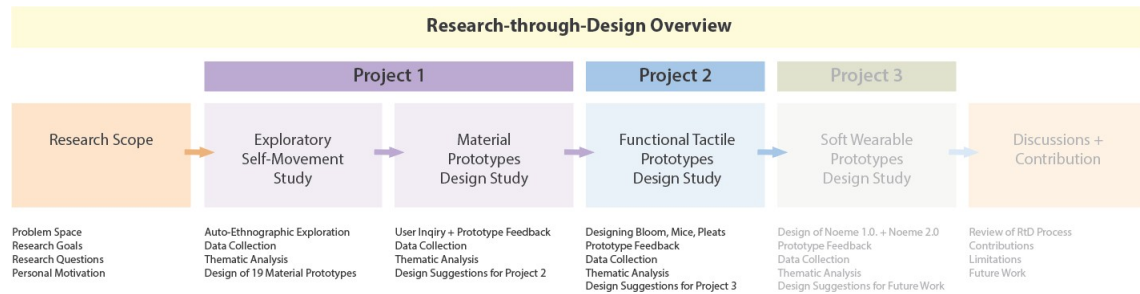 Research-through-Design Overview
Project 1
Project 2
Project 3
Research Scope
Exploratory
Self-Movement
Study
Material
Prototypes
Design Study
Functional Tactile
Prototypes
Design Study
Soft Wearable
Prototypes
Design Study
Discussions +
Contribution
Problem Space
Research Goals
Research Questions
Personal Motivation
Auto-Ethnographic Exploration
Data Collection
Thematic Analysis
Design of 19 Material Prototypes
User Inqiry + Prototype Feedback
Data Collection
Thematic Analysis
Design Suggestions for Project 2
Designing Bloom, Mice, Pleats
Prototype Feedback
Data Collection
Thematic Analysis
Design Suggestions for Project 3
Design of Noeme 1.0. + Noeme 2.0
Prototype Feedback
Data Collection
Thematic Analysis
Design Suggestions for Future Work
Review of RtD Process
Contributions
Limitations
Future Work